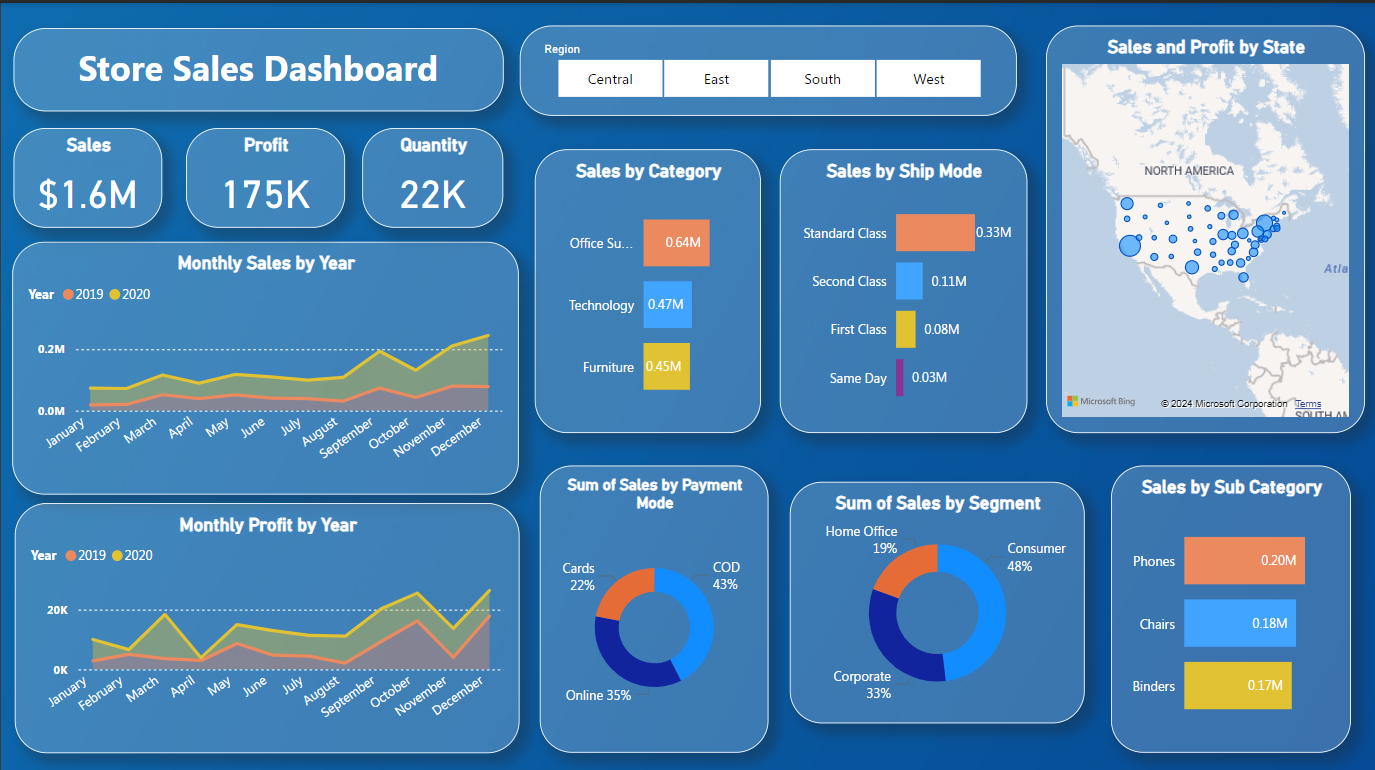 Store Sales Dashboard
Region
Central
East
South
West
Sales and Profit by State
NORTH AMERICA
Atla
Microsoft Bing
© 2024 Microsoft Corporation
Terms
SOUTH AM
Sales
$1.6M
Profit
175K
Quantity
22K
Sales by Category
Office Su...
0.64M
Technology
0.47M
Furniture
0.45M
Sales by Ship Mode
Standard Class
0.33M
Second Class
0.11M
First Class
0.08M
Same Day
0.03M
Monthly Sales by Year
Year 2019 2020
0.2M
0.0M
January
February
March
April
May
June
July
August
September
October
November
December
Monthly Profit by Year
Year 2019 2020
20K
0K
January
February
March
April
May
June
July
August
September
October
November
December
Sum of Sales by Payment
Mode
Cards
22%
COD
43%
Online 35%
Sum of Sales by Segment
Home Office
19%
Consumer
48%
Corporate
33%
Sales by Sub Category
Phones
0.20M
Chairs
0.18M
Binders
0.17M